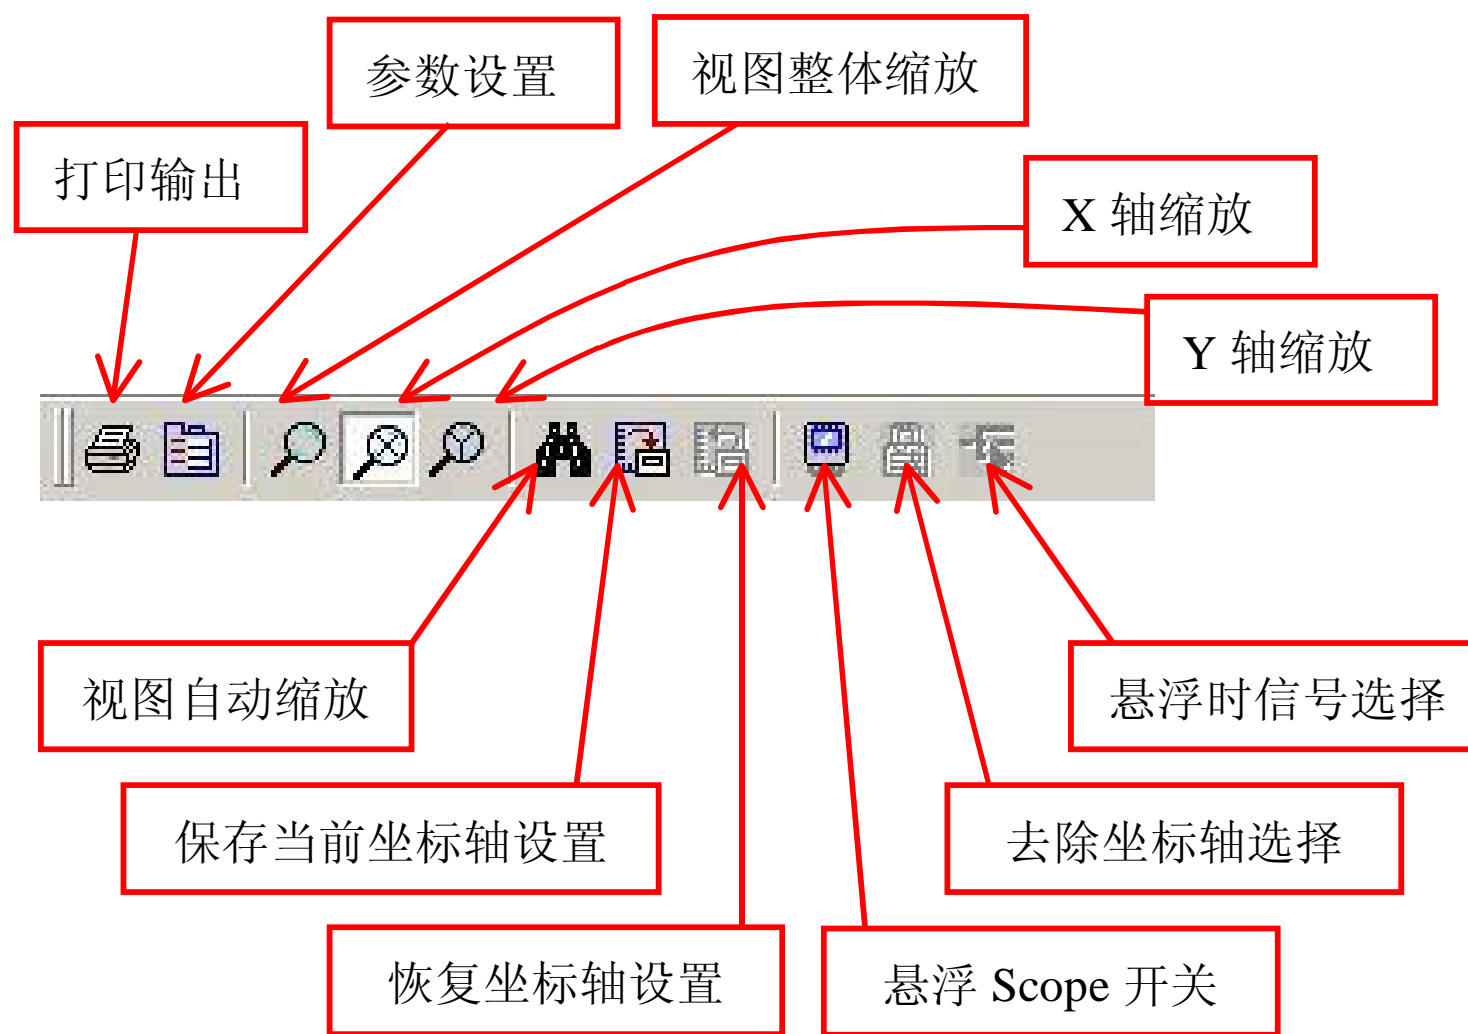 参数设置
视图整体缩放
打印输出
X 轴缩放
Y 轴缩放
视图自动缩放
悬浮时信号选择
保存当前坐标轴设置
去除坐标轴选择
恢复坐标轴设置
悬浮 Scope 开关